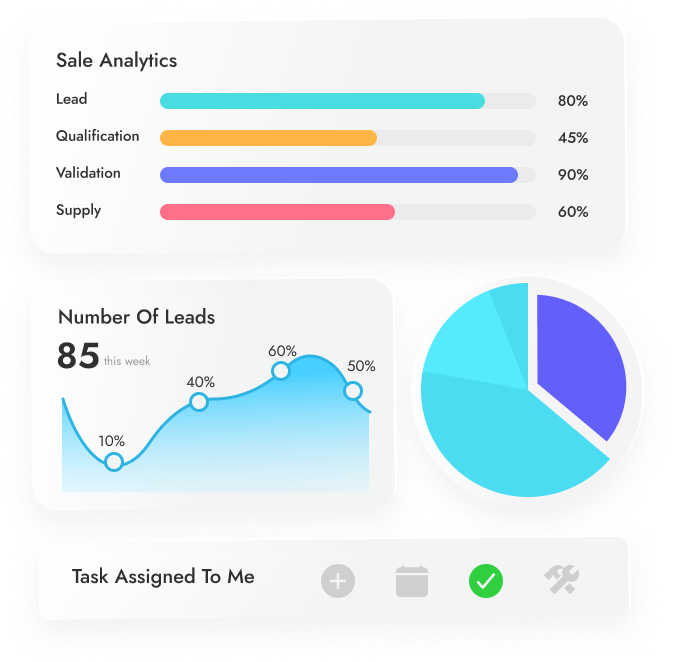 Sale Analytics
Lead 80%
Qualification 45%
Validation 90%
Supply 60%
Number Of Leads
85 this week
10%
40%
60%
50%
Task Assigned To Me